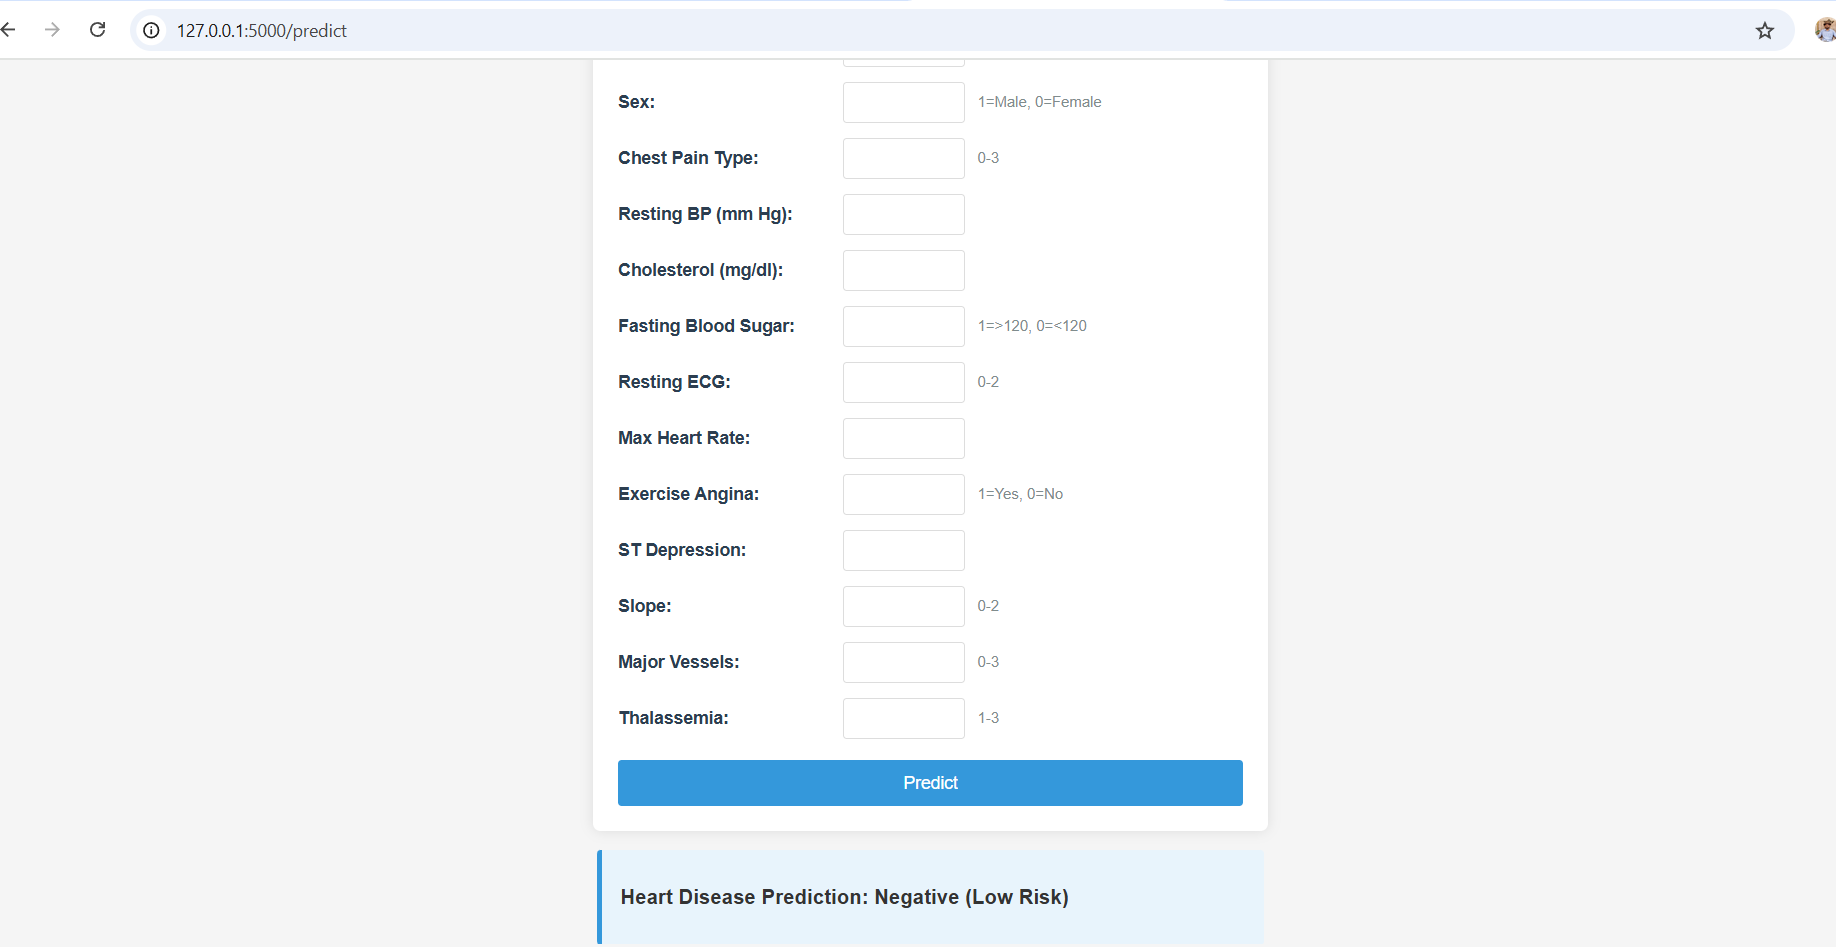 127.0.0.1:5000/predict
Sex: 1=Male, 0=Female
Chest Pain Type: 0-3
Resting BP (mm Hg):
Cholesterol (mg/dl):
Fasting Blood Sugar: 1=>120, 0=<120
Resting ECG: 0-2
Max Heart Rate:
Exercise Angina: 1=Yes, 0=No
ST Depression:
Slope: 0-2
Major Vessels: 0-3
Thalassemia: 1-3
Predict
Heart Disease Prediction: Negative (Low Risk)